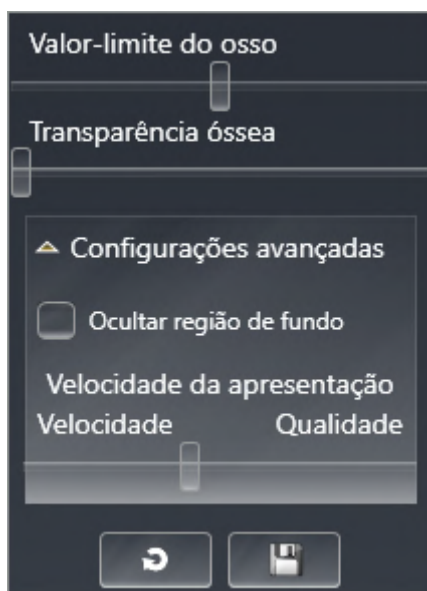 Valor-limite do osso
Transparência óssea
Configurações avançadas
Ocultar região de fundo
Velocidade da apresentação
Velocidade Qualidade